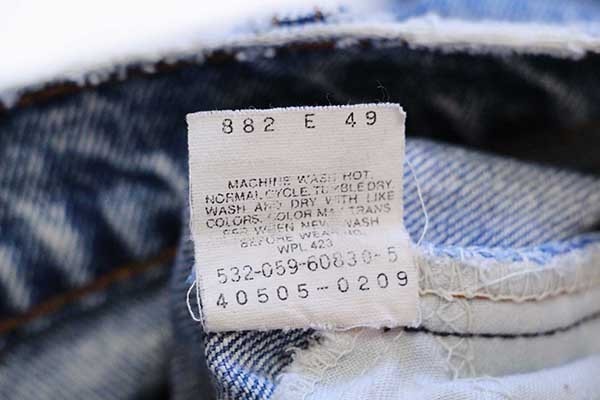 882 E 49
MACHINE WASH HOT,
NORMAL CYCLE TUMBLE DRY.
WASH AND DRY WITH LIKE
COLORS. COLOR MAY TRANS
FER WHEN NEW. WASH
BEFORE WEARING.
WPL 423
532-059-60830-5
40505-0209